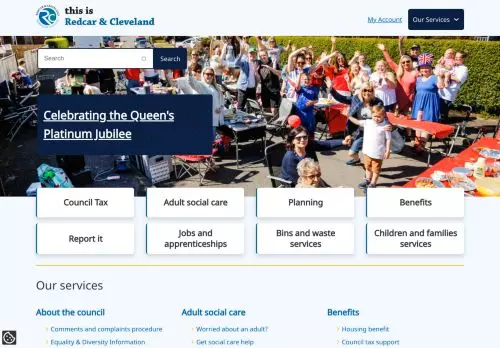 this is
Redcar & Cleveland
My Account
Our Services
Search
Search
Celebrating the Queen's
Platinum Jubilee
Council Tax
Adult social care
Planning
Benefits
Report it
Jobs and
apprenticeships
Bins and waste
services
Children and families
services
Our services
About the council
Adult social care
Benefits
Comments and complaints procedure
Worried about an adult?
Housing benefit
Equality & Diversity Information
Get social care help
Council tax support